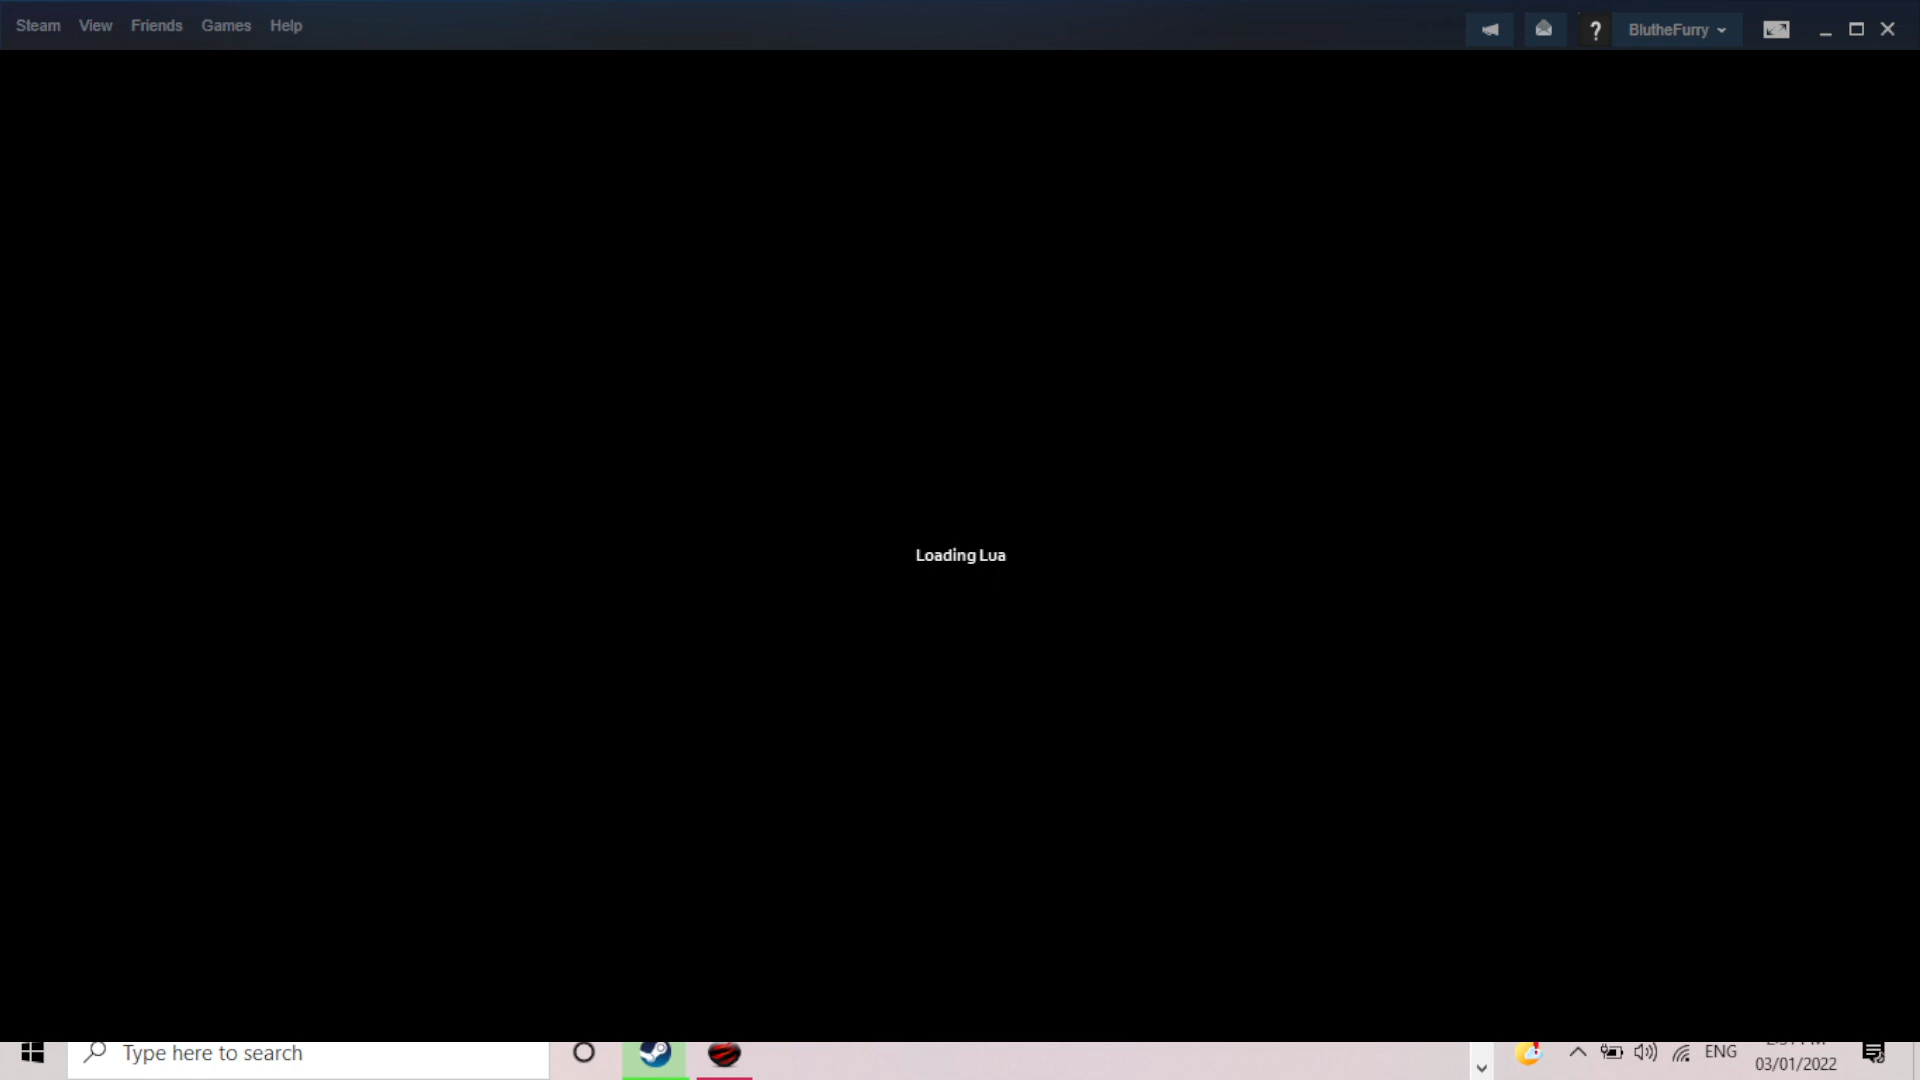 Steam View Friends Games Help
? BlutheFurry
Loading Lua
Type here to search
ENG
03/01/2022